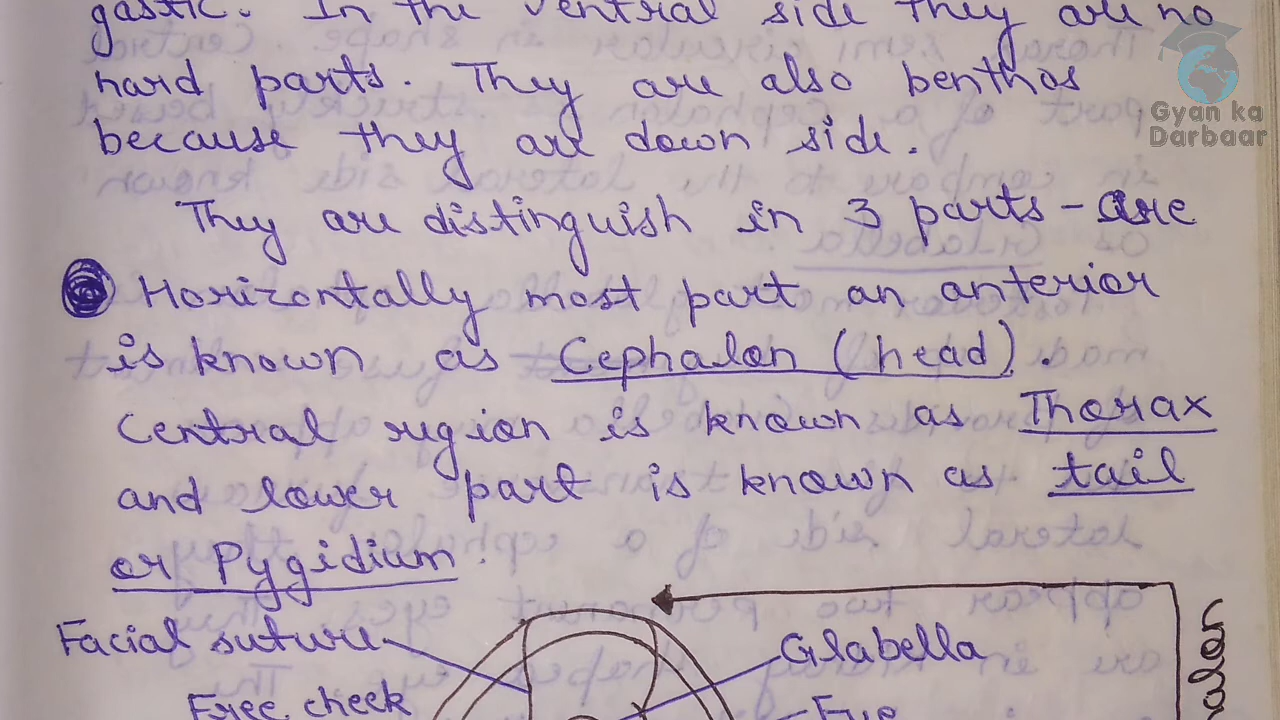 gastic. In the ventral side they are no
hard parts. They are also benthos
because they are down side.
They are distinguish in 3 parts - are
Horizontally most part an anterior
is known as Cephalon (head).
Central region is known as Thorax
and lower part is known as tail
or Pygidium.
Facial suture
Glabella
Free check
Eye
Gyan ka
Darbaar